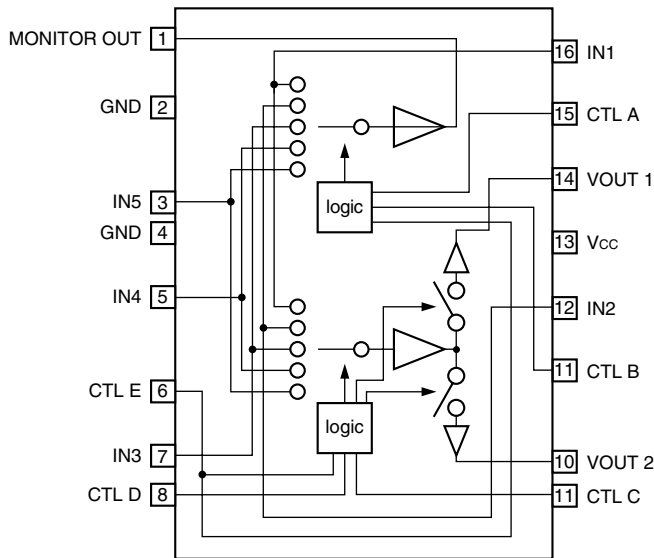 MONITOR OUT 1
GND 2
IN5 3
GND 4
IN4 5
CTL E 6
IN3 7
CTL D 8
logic
logic
16 IN1
15 CTL A
14 VOUT 1
13 VCC
12 IN2
11 CTL B
10 VOUT 2
11 CTL C